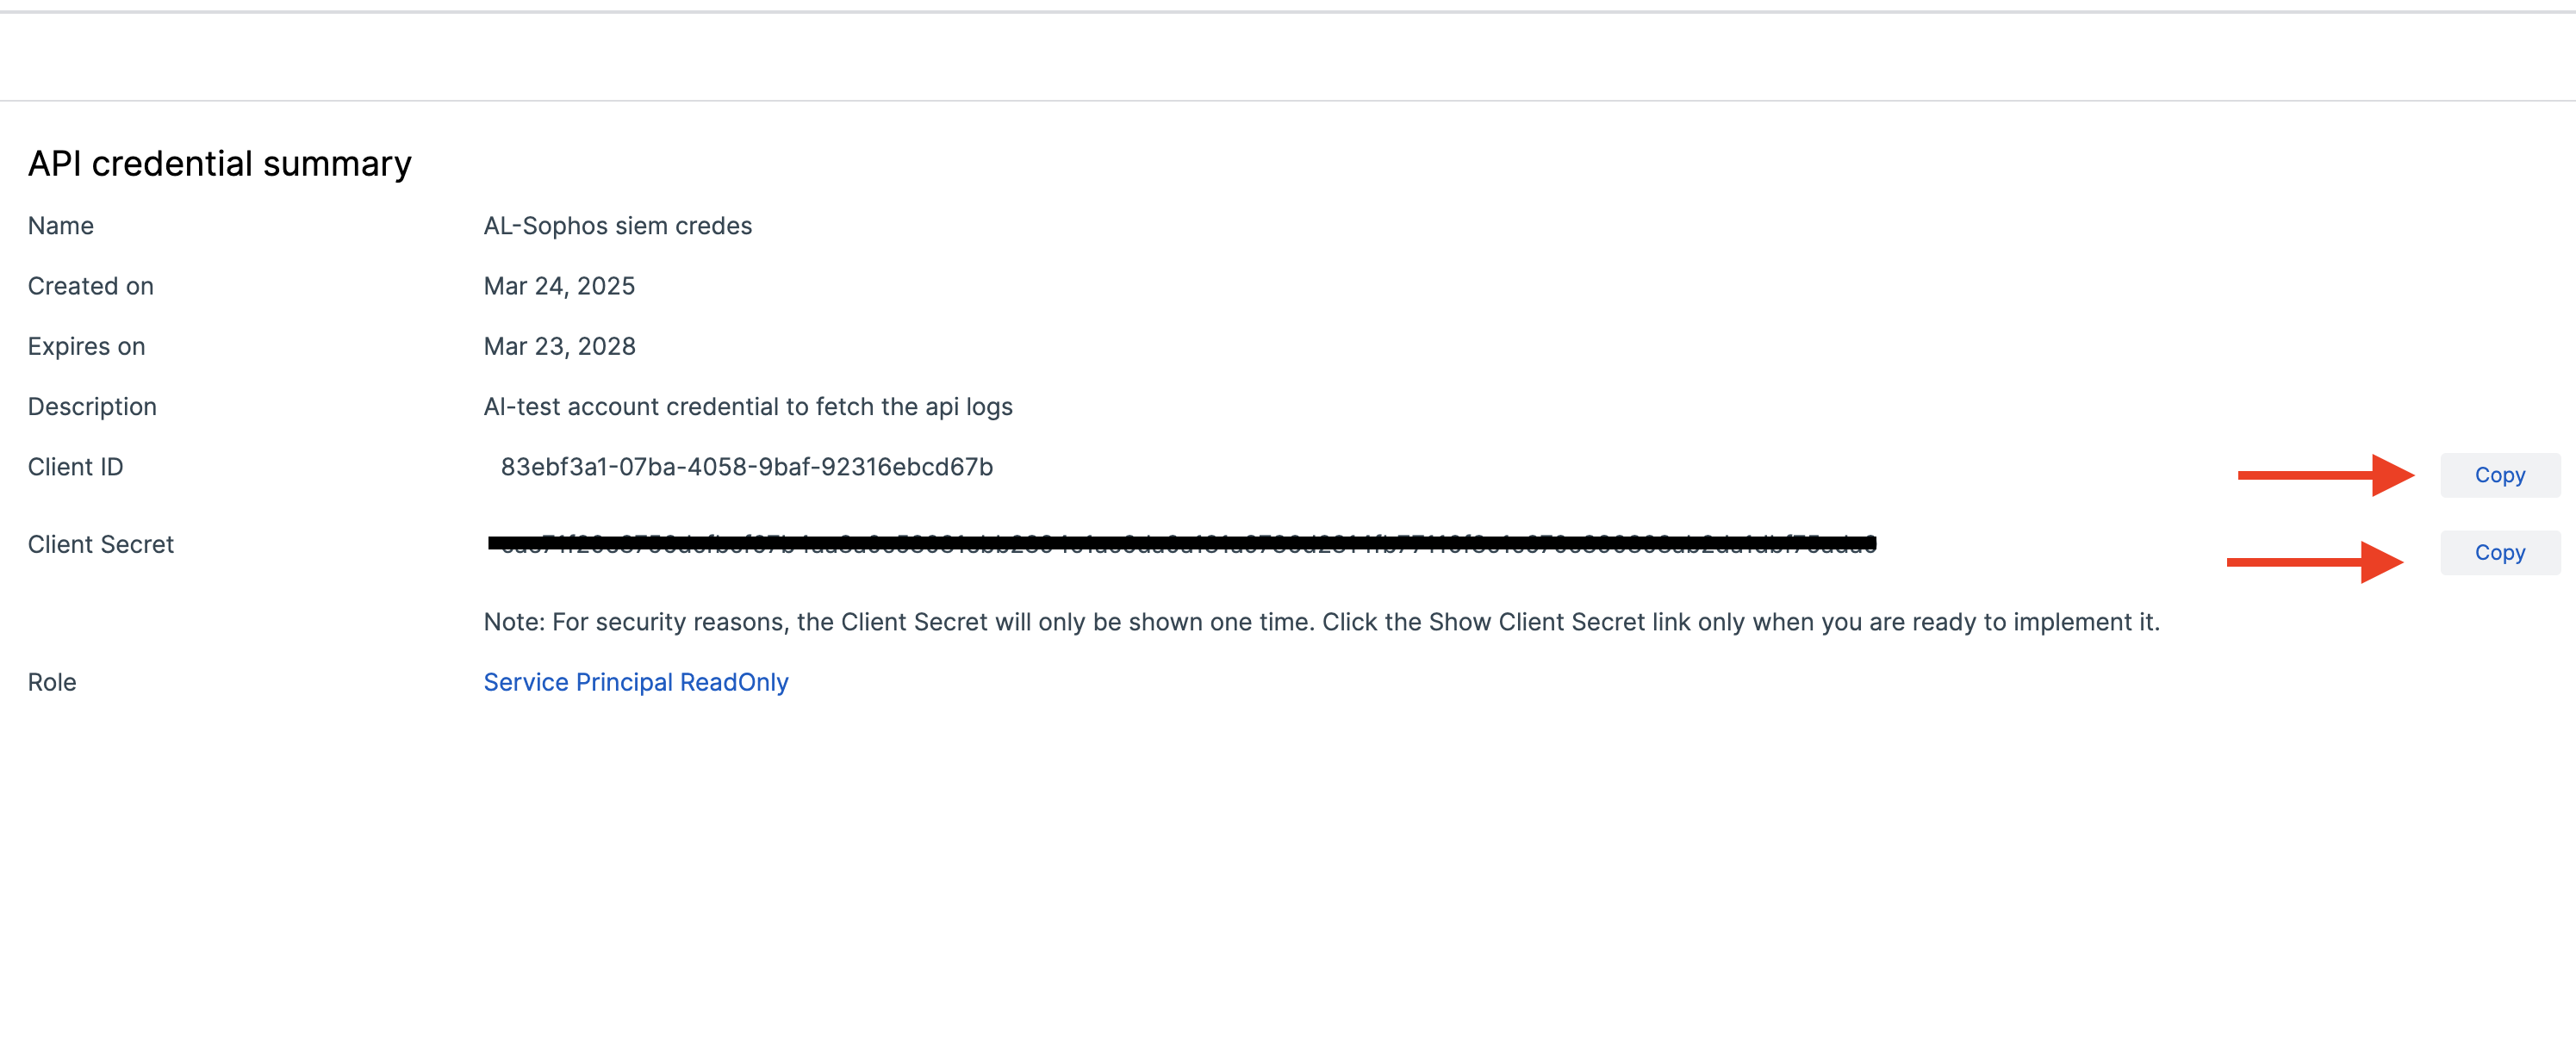 API credential summary
Name AL-Sophos siem credes
Created on Mar 24, 2025
Expires on Mar 23, 2028
Description Al-test account credential to fetch the api logs
Client ID 83ebf3a1-07ba-4058-9baf-92316ebcd67b Copy
Client Secret Copy
Note: For security reasons, the Client Secret will only be shown one time. Click the Show Client Secret link only when you are ready to implement it.
Role Service Principal ReadOnly